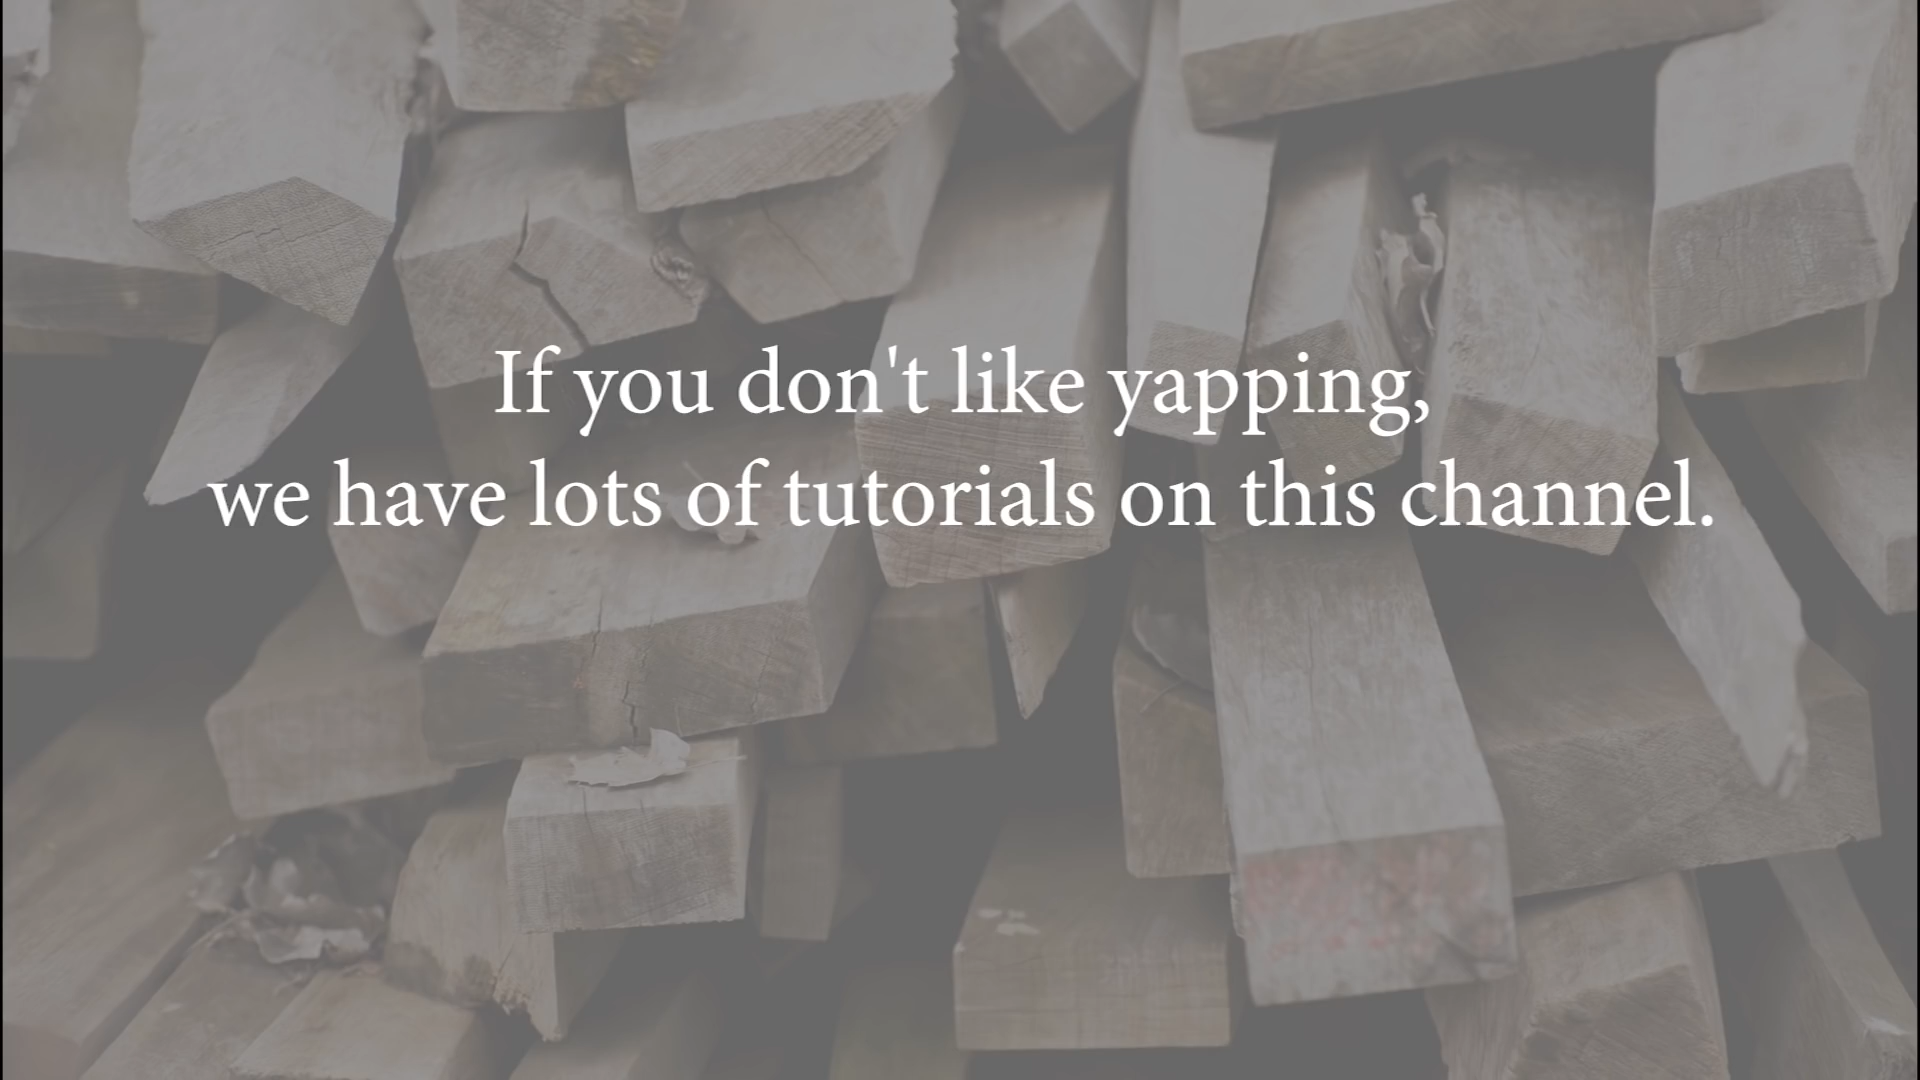 If you don't like yapping,
we have lots of tutorials on this channel.